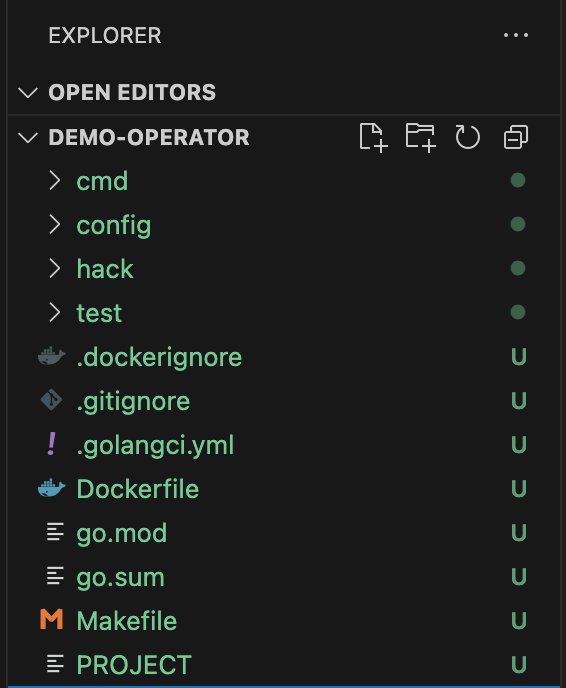 EXPLORER
OPEN EDITORS
DEMO-OPERATOR
cmd
config
hack
test
.dockerignore U
.gitignore U
! .golangci.yml U
Dockerfile U
go.mod U
go.sum U
M Makefile U
PROJECT U